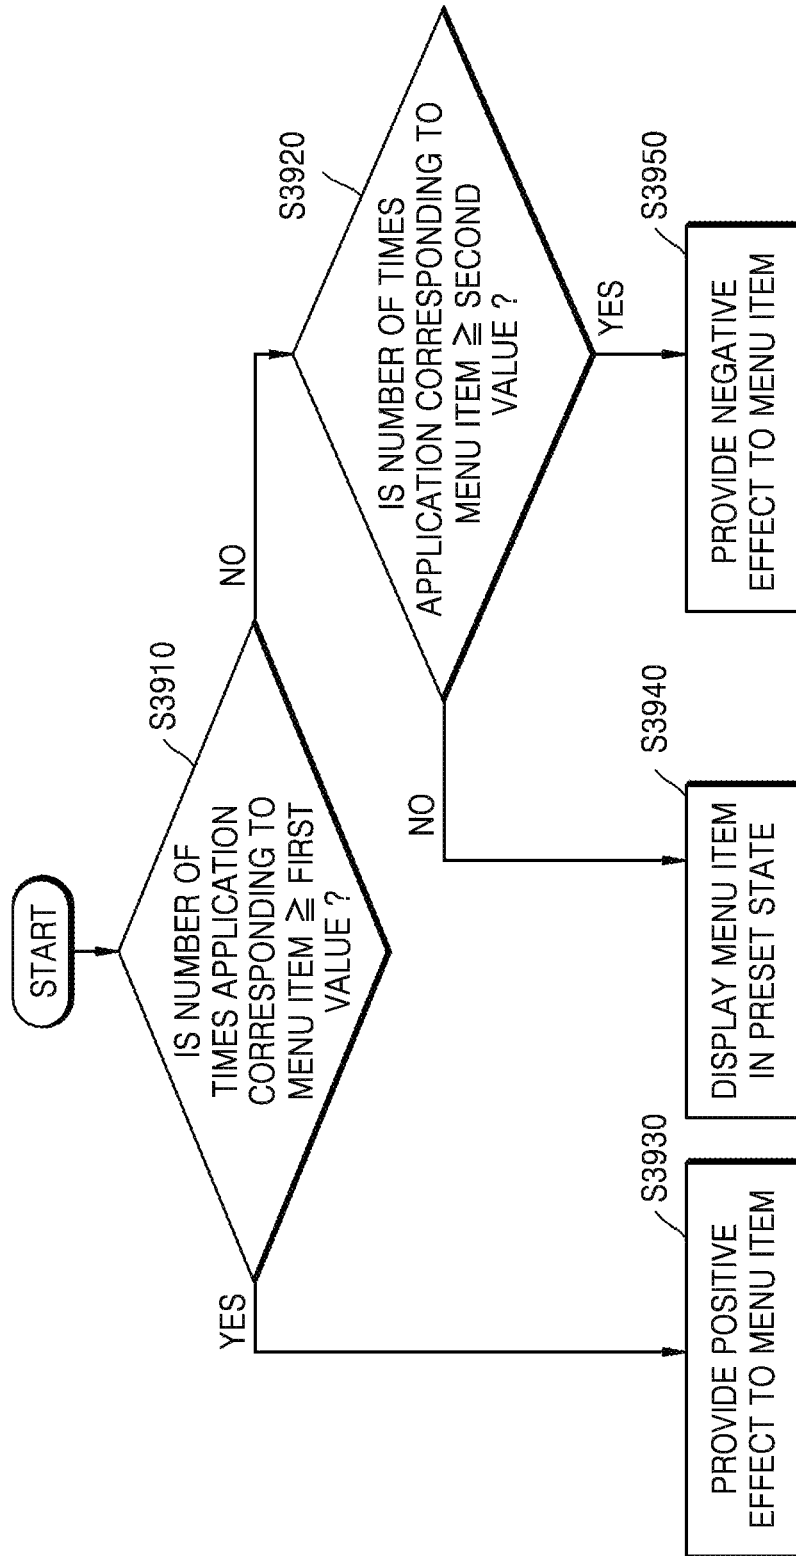 START
S3910
IS NUMBER OF
TIMES APPLICATION
CORRESPONDING TO
MENU ITEM ≧ FIRST
VALUE ?
YES
NO
S3920
IS NUMBER OF TIMES
APPLICATION CORRESPONDING TO
MENU ITEM ≧ SECOND
VALUE ?
NO
YES
S3930
PROVIDE POSITIVE
EFFECT TO MENU ITEM
S3940
DISPLAY MENU ITEM
IN PRESET STATE
S3950
PROVIDE NEGATIVE
EFFECT TO MENU ITEM